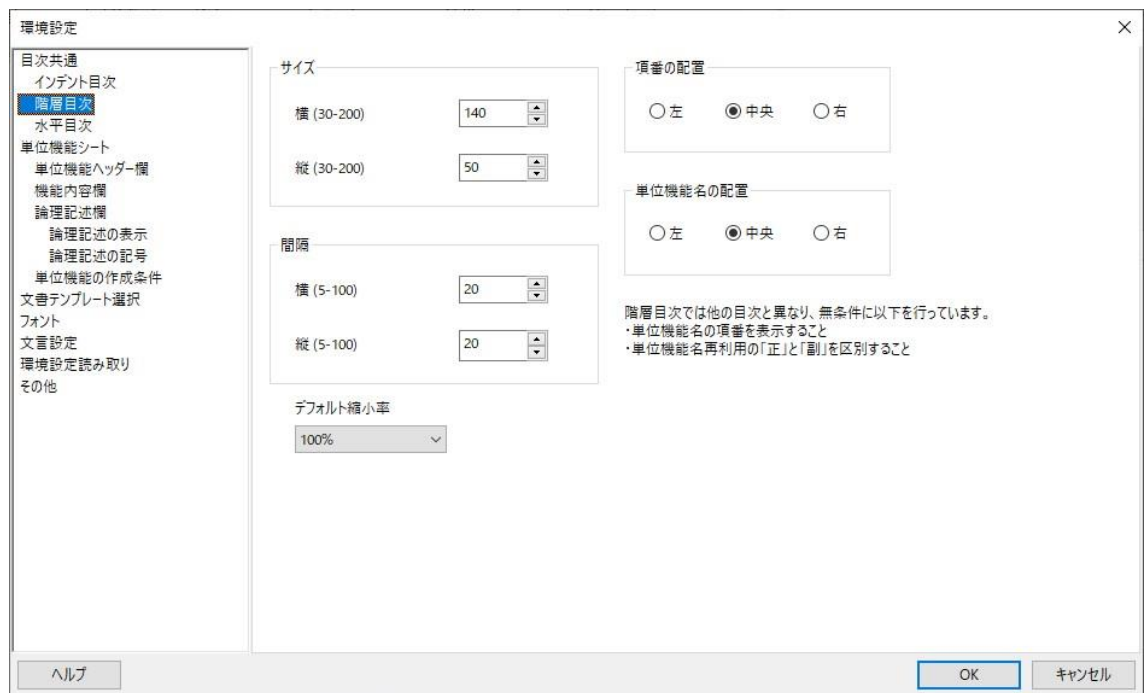 環境設定
目次共通
インデント目次
階層目次
水平目次
単位機能シート
単位機能ヘッダー欄
機能内容欄
論理記述欄
論理記述の表示
論理記述の記号
単位機能の作成条件
文書テンプレート選択
フォント
文言設定
環境設定読み取り
その他
サイズ
横 (30-200) 140
縦 (30-200) 50
間隔
横 (5-100) 20
縦 (5-100) 20
デフォルト縮小率
100%
項番の配置
左 中央 右
単位機能名の配置
左 中央 右
階層目次では他の目次と異なり、無条件に以下を行っています。
・単位機能名の項番を表示すること
・単位機能名再利用の「正」と「副」を区別すること
ヘルプ OK キャンセル